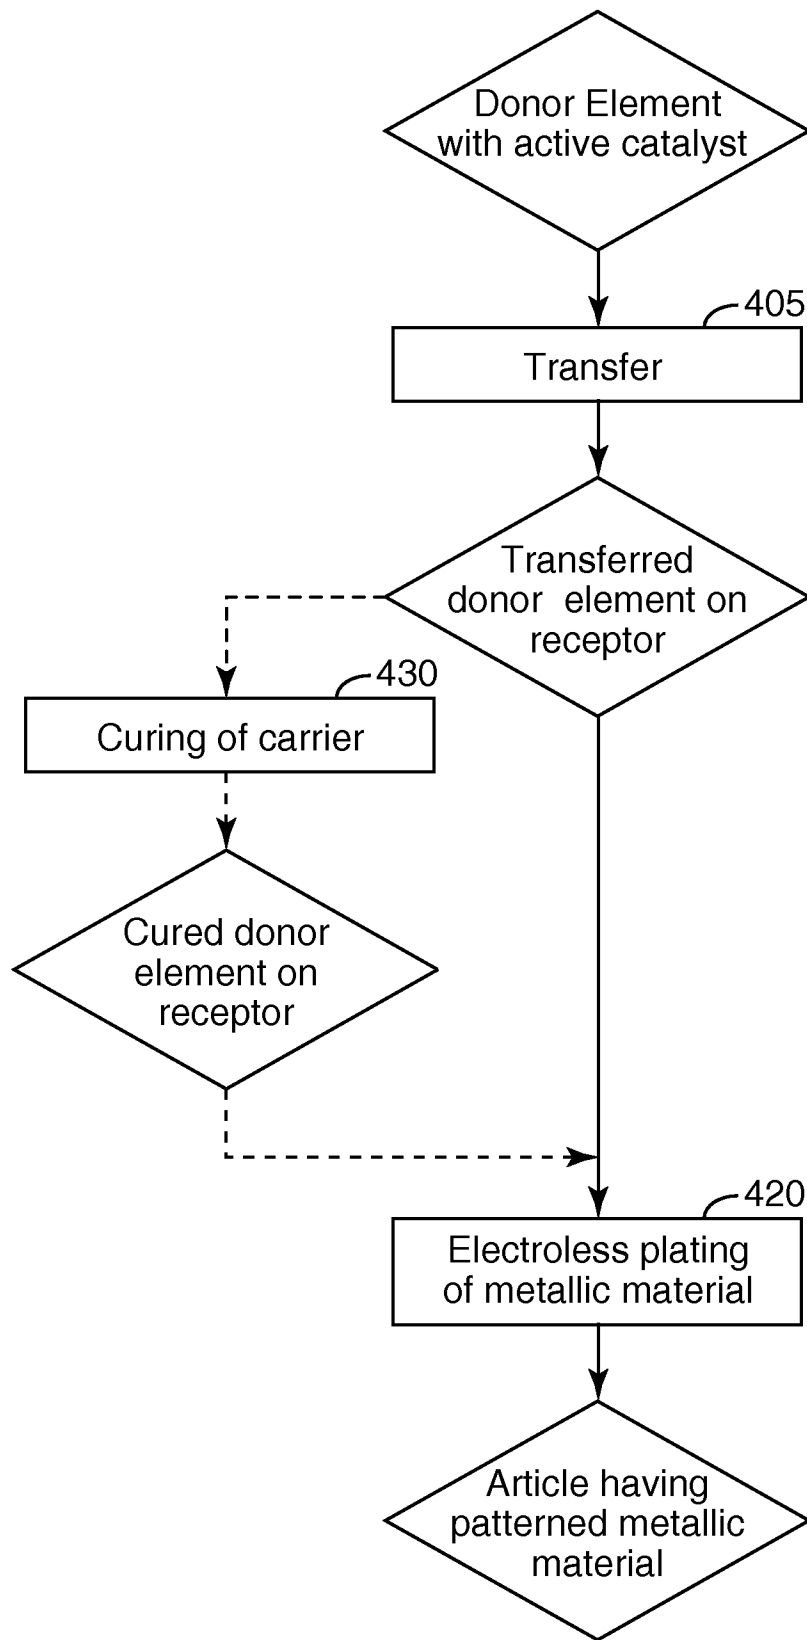 Donor Element
with active catalyst
405
Transfer
Transferred
donor element on
receptor
430
Curing of carrier
Cured donor
element on
receptor
420
Electroless plating
of metallic material
Article having
patterned metallic
material